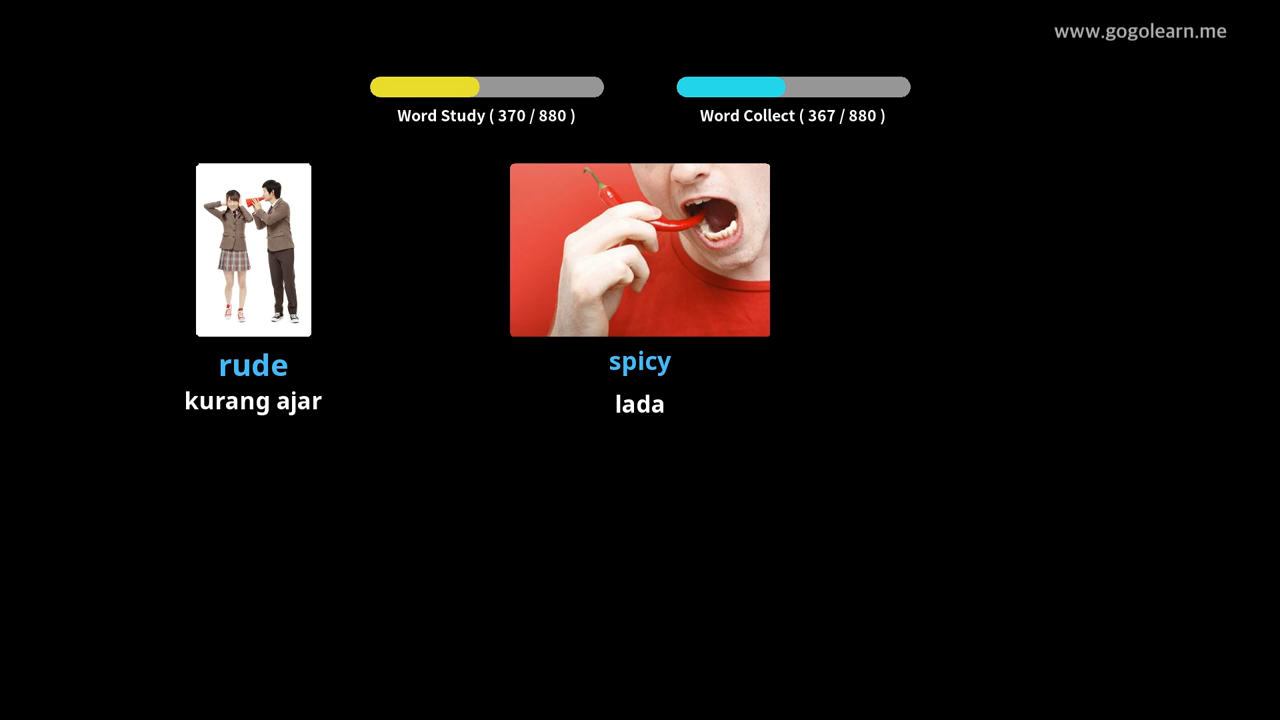 www.gogolearn.me
Word Study ( 370 / 880 )
Word Collect ( 367 / 880 )
rude
kurang ajar
spicy
lada